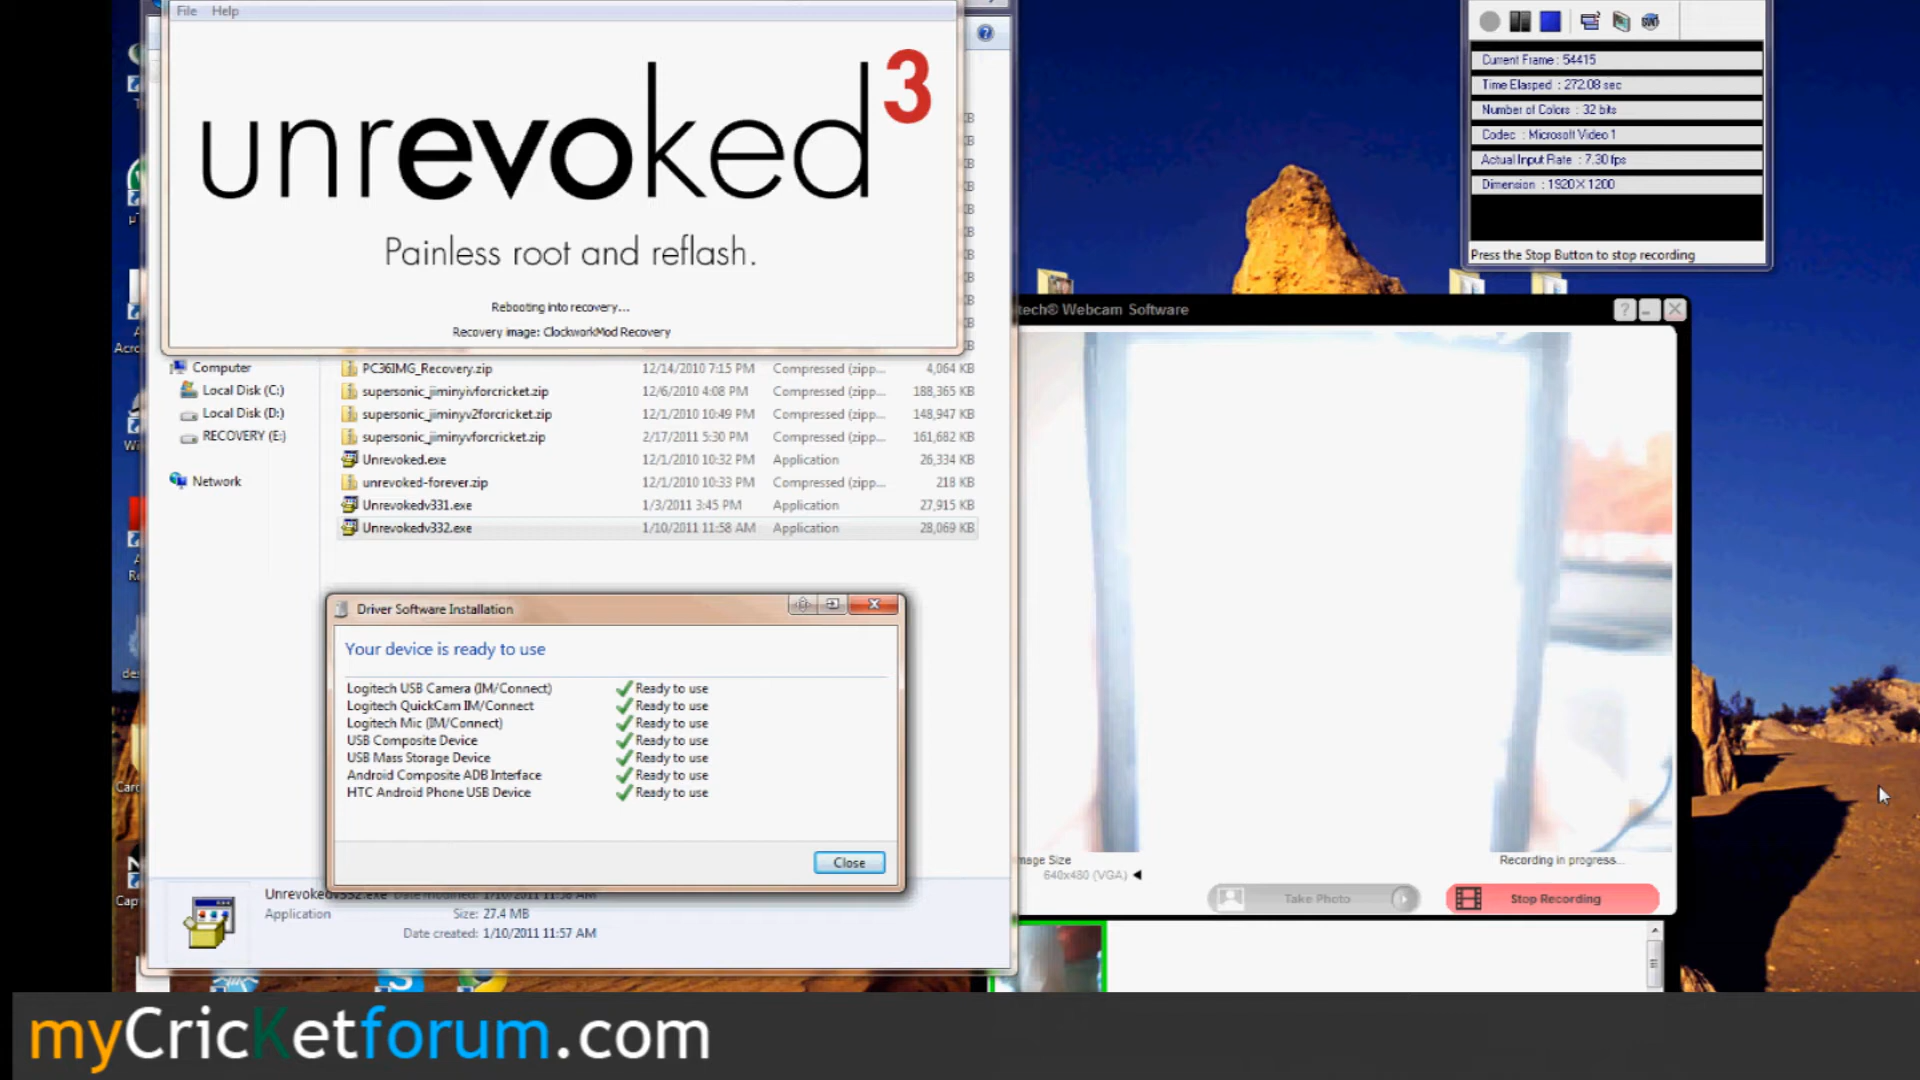 File Help
unrevoked3
Painless root and reflash.
Rebooting into recovery...
Recovery image: ClockworkMod Recovery
Computer
Local Disk (C:)
Local Disk (D:)
RECOVERY (E:)
Network
PC36IMG_Recovery.zip 12/14/2010 7:15 PM Compressed (zipp... 4,064 KB
supersonic_jiminyivforcricket.zip 12/6/2010 4:08 PM Compressed (zipp... 188,365 KB
supersonic_jiminyv2forcricket.zip 12/1/2010 10:49 PM Compressed (zipp... 148,947 KB
supersonic_jiminyvforcricket.zip 2/17/2011 5:30 PM Compressed (zipp... 161,682 KB
Unrevoked.exe 12/1/2010 10:32 PM Application 26,334 KB
unrevoked-forever.zip 12/1/2010 10:33 PM Compressed (zipp... 218 KB
Unrevokedv331.exe 1/3/2011 3:45 PM Application 27,915 KB
Unrevokedv332.exe 1/10/2011 11:58 AM Application 28,069 KB
Driver Software Installation
Your device is ready to use
Logitech USB Camera (IM/Connect) Ready to use
Logitech QuickCam IM/Connect Ready to use
Logitech Mic (IM/Connect) Ready to use
USB Composite Device Ready to use
USB Mass Storage Device Ready to use
Android Composite ADB Interface Ready to use
HTC Android Phone USB Device Ready to use
Close
Application
Size: 27.4 MB
Date created: 1/10/2011 11:57 AM
Current Frame : 54415
Time Elasped : 272.08 sec
Number of Colors : 32 bits
Codec : Microsoft Video 1
Actual Input Rate : 7.30 fps
Dimension : 1920 X 1200
Press the Stop Button to stop recording
tech® Webcam Software
mage Size
640x480 (VGA)
Recording in progress...
Take Photo
Stop Recording
myCricKetforum.com